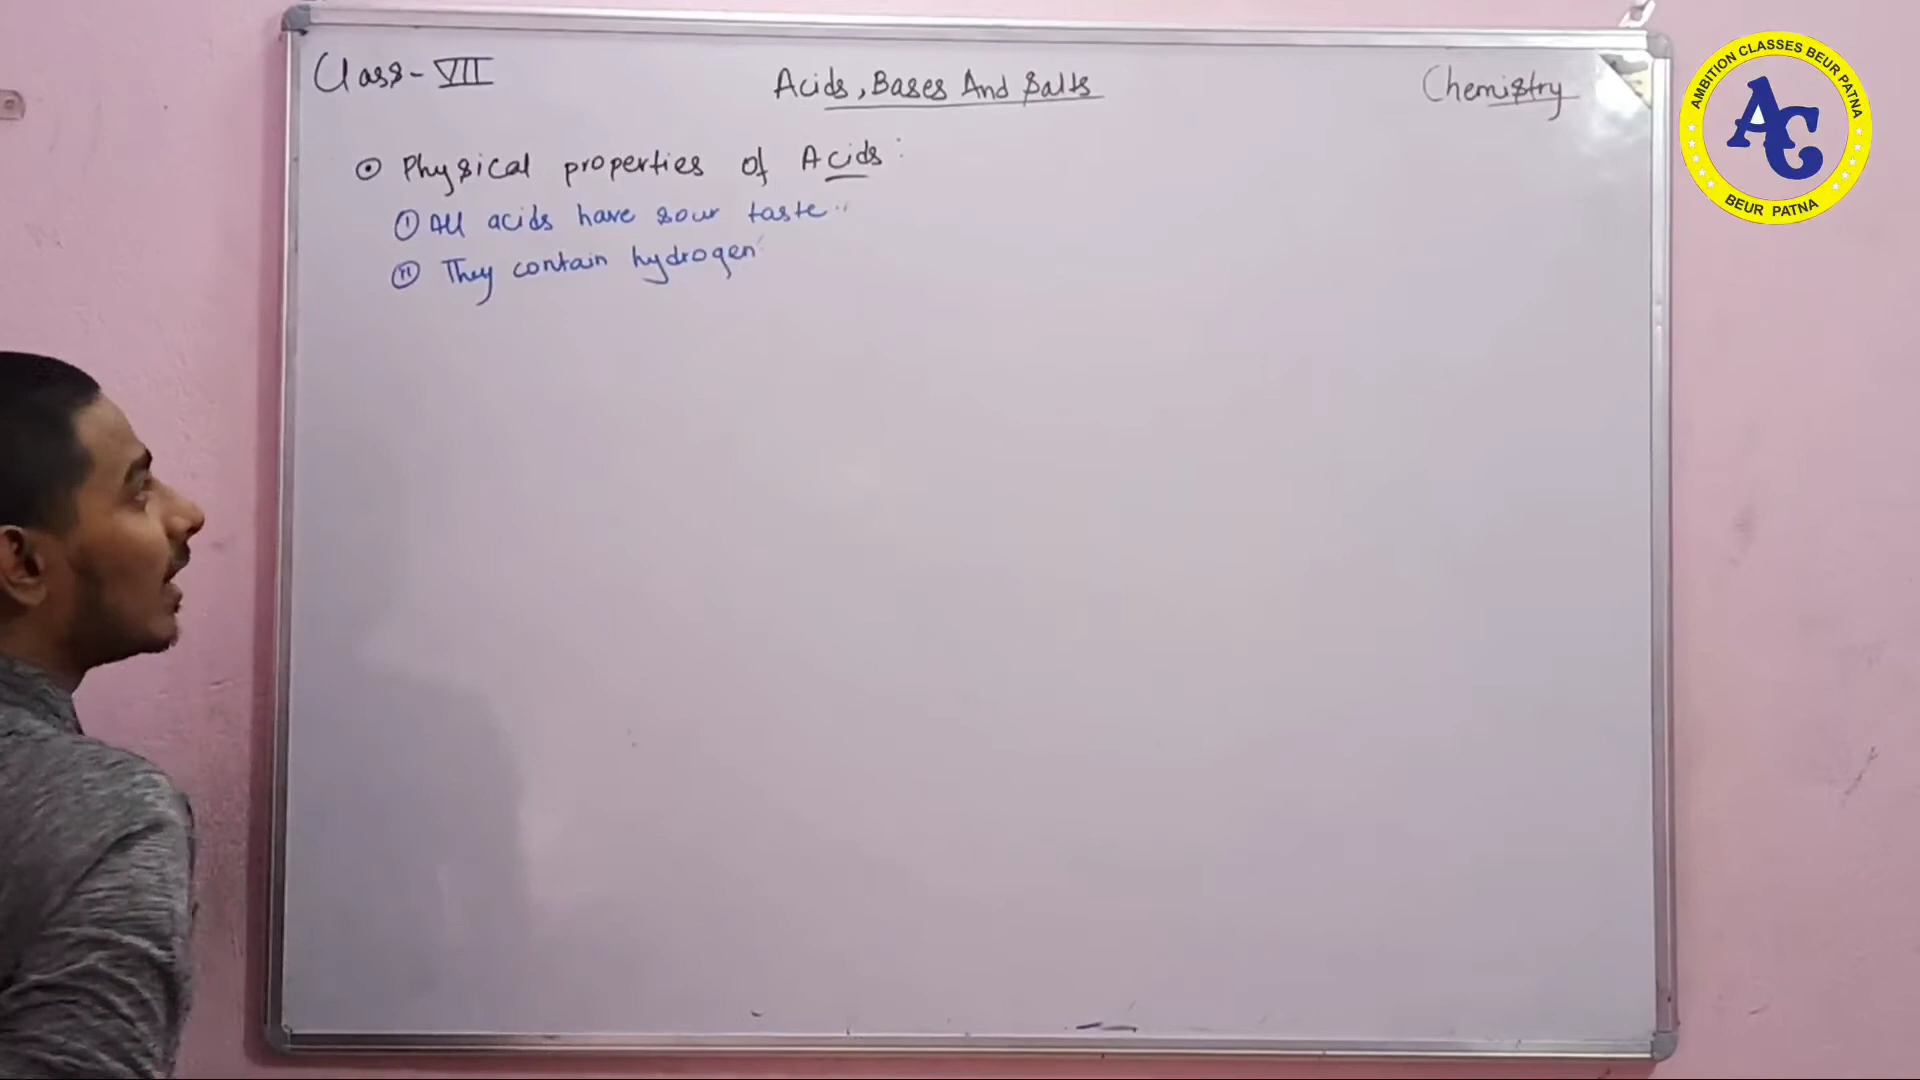 Class - VII
Acids, Bases And Salts
Chemistry
Physical properties of Acids:
(i) All acids have sour taste..
(ii) They contain hydrogen
AMBITION CLASSES BEUR PATNA
AC
BEUR PATNA